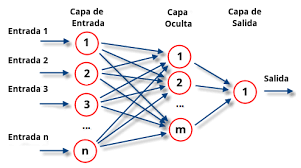 Capa de Entrada
Capa Oculta
Capa de Salida
Entrada 1
Entrada 2
Entrada 3
Entrada n
1
2
3
...
n
1
2
...
m
1
Salida